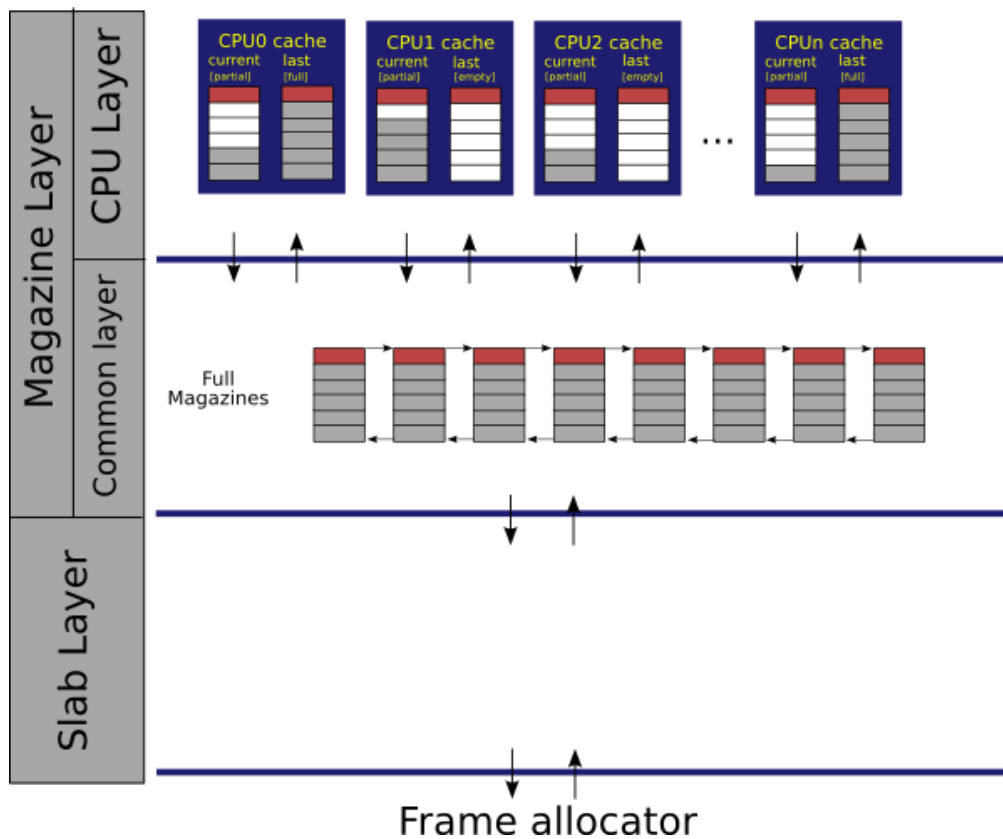 Magazine Layer
CPU Layer
CPU0 cache
current last
[partial] [full]
CPU1 cache
current last
[partial] [empty]
CPU2 cache
current last
[partial] [empty]
...
CPUn cache
current last
[partial] [full]
Common layer
Full
Magazines
Slab Layer
Frame allocator